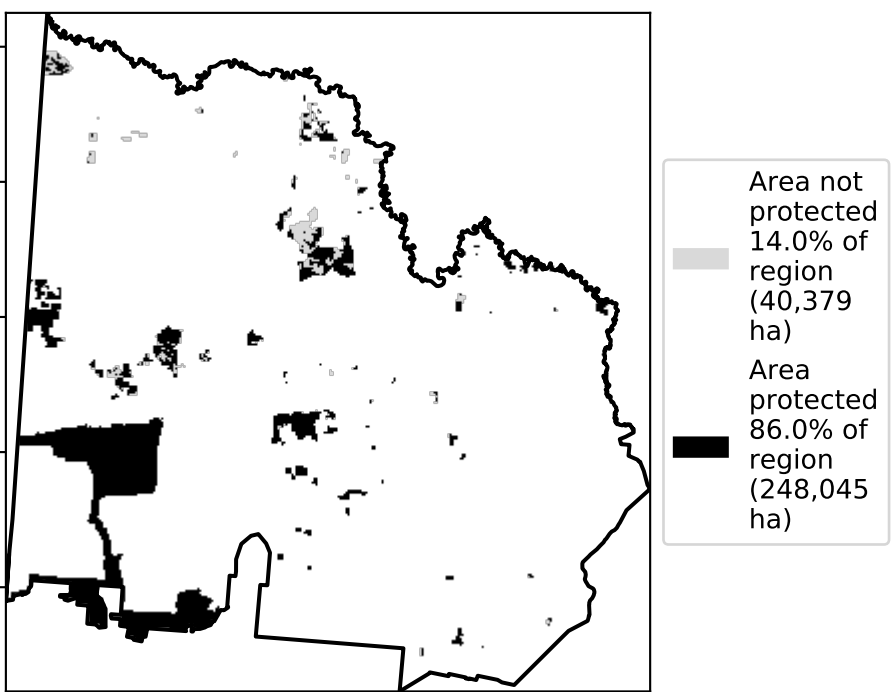 Area not
protected
14.0% of
region
(40,379
ha)
Area
protected
86.0% of
region
(248,045
ha)